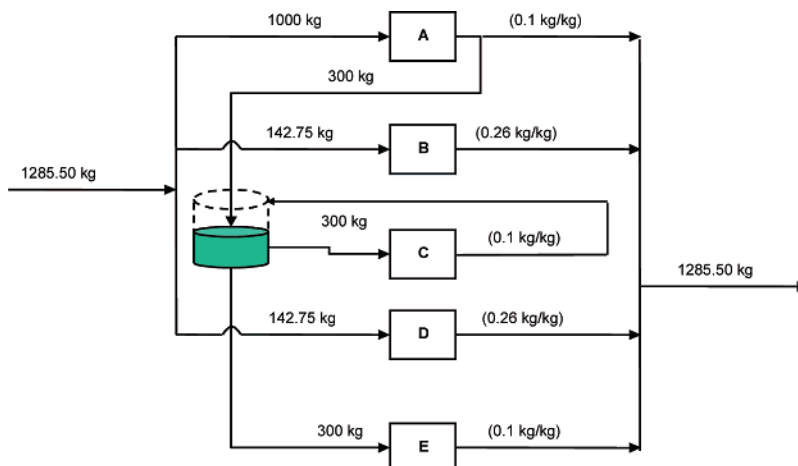 1000 kg
A
(0.1 kg/kg)
300 kg
142.75 kg
B
(0.26 kg/kg)
1285.50 kg
300 kg
C
(0.1 kg/kg)
1285.50 kg
142.75 kg
D
(0.26 kg/kg)
300 kg
E
(0.1 kg/kg)